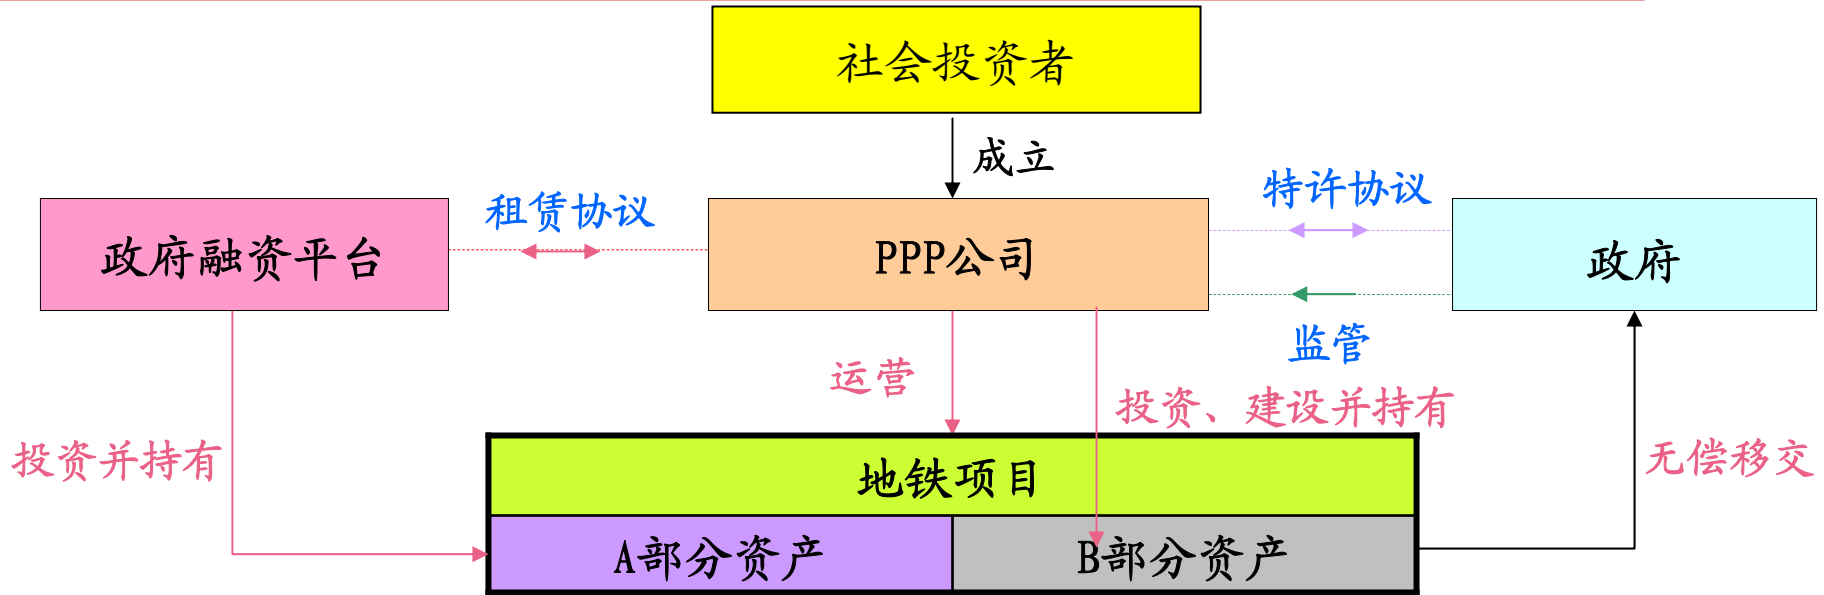 社会投资者
成立
租赁协议
特许协议
政府融资平台
PPP公司
政府
监管
运营
投资、建设并持有
投资并持有
无偿移交
地铁项目
A部分资产
B部分资产